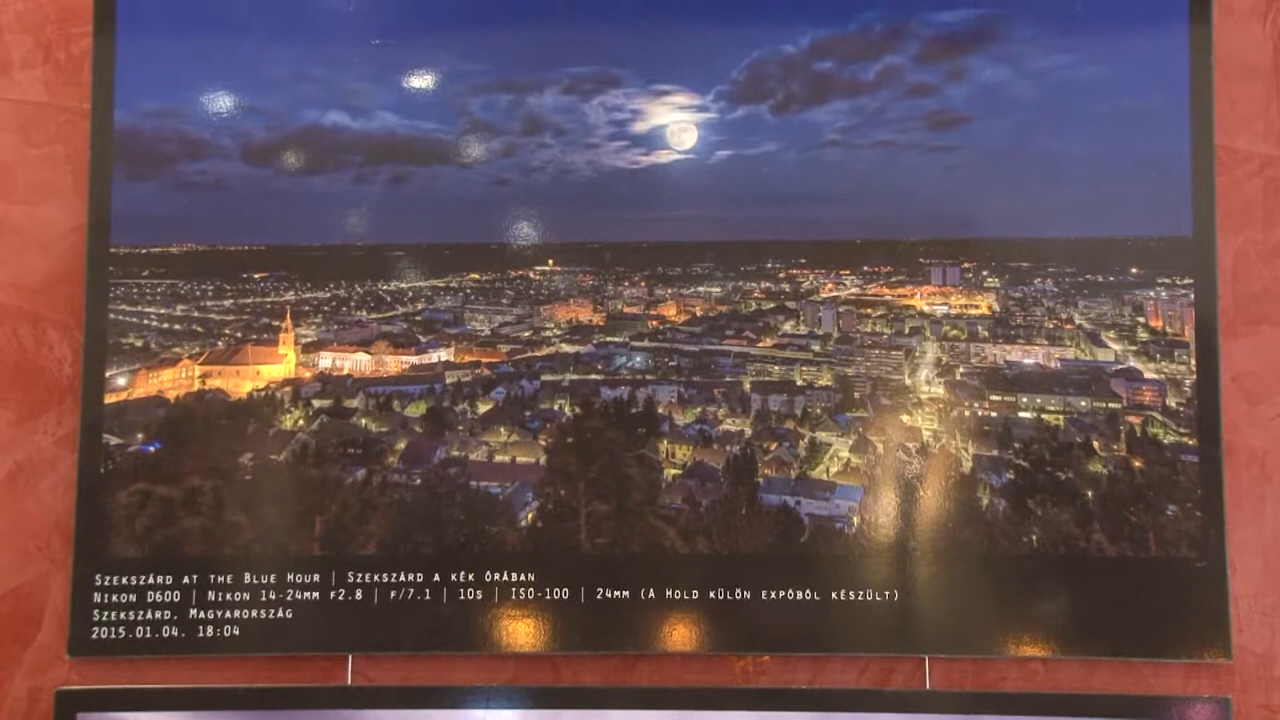 Szekszárd at the Blue Hour | Szekszárd a kék órában
Nikon D600 | Nikon 14-24mm f2.8 | f/7.1 | 10s | ISO-100 | 24mm (A Hold külön expóból készült)
Szekszárd, Magyarország
2015.01.04. 18:04